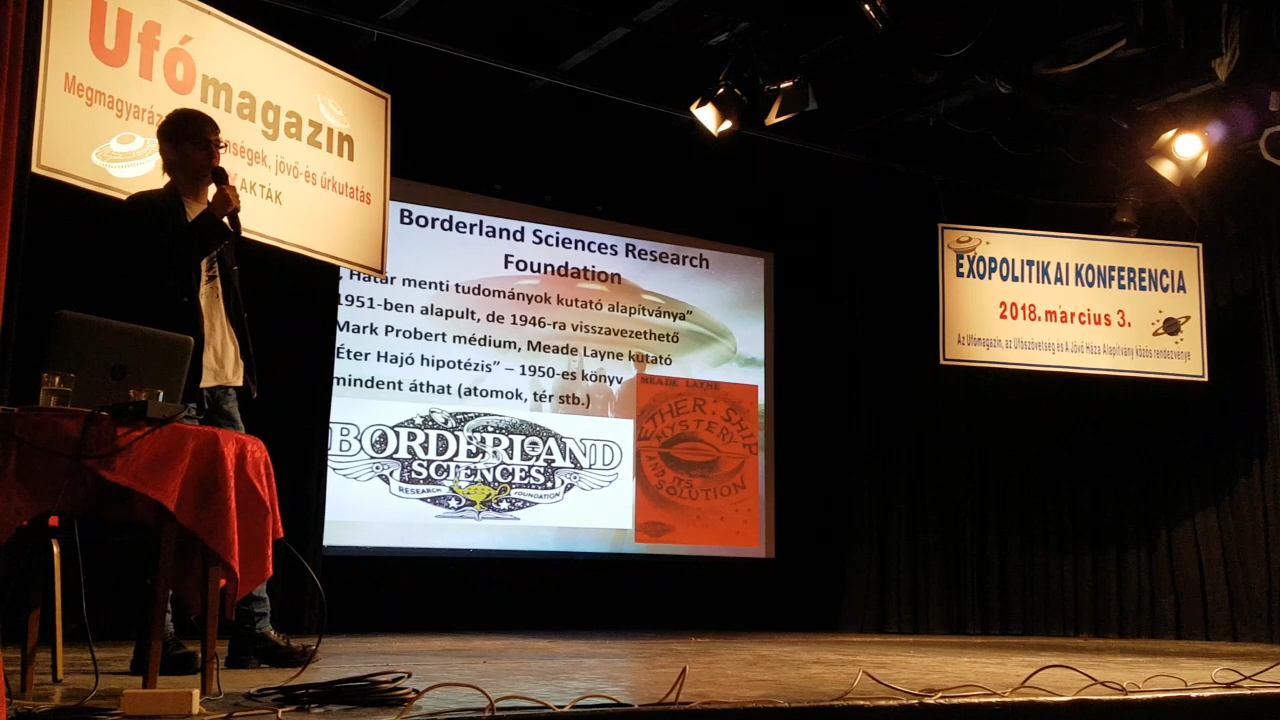 Ufómagazin
Megmagyaráz nségek, jövő-és űrkutatás
AKTÁK
Borderland Sciences Research
Foundation
„ Határ menti tudományok kutató alapítványa”
1951-ben alapult, de 1946-ra visszavezethető
Mark Probert médium, Meade Layne kutató
Éter Hajó hipotézis” – 1950-es könyv
mindent áthat (atomok, tér stb.)
BORDERLAND
SCIENCES
RESEARCH FOUNDATION
MEADE LAYNE
ETHER:SHIP
MYSTERY
AND ITS
SOLUTION
EXOPOLITIKAI KONFERENCIA
2018.március 3.
Az Ufómagazin, az Ufószövetség és A Jövő Háza Alapítvány közös rendezvénye